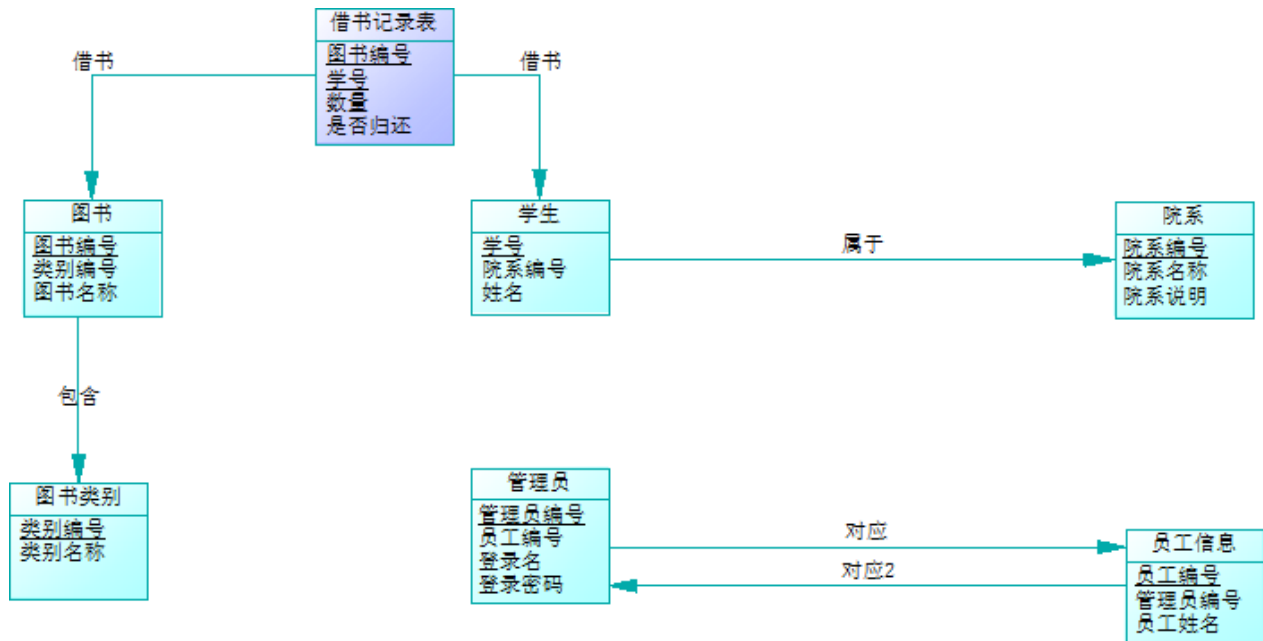 借书记录表
图书编号
学号
数量
是否归还
借书
借书
图书
图书编号
类别编号
图书名称
学生
学号
院系编号
姓名
属于
院系
院系编号
院系名称
院系说明
包含
图书类别
类别编号
类别名称
管理员
管理员编号
员工编号
登录名
登录密码
对应
对应2
员工信息
员工编号
管理员编号
员工姓名